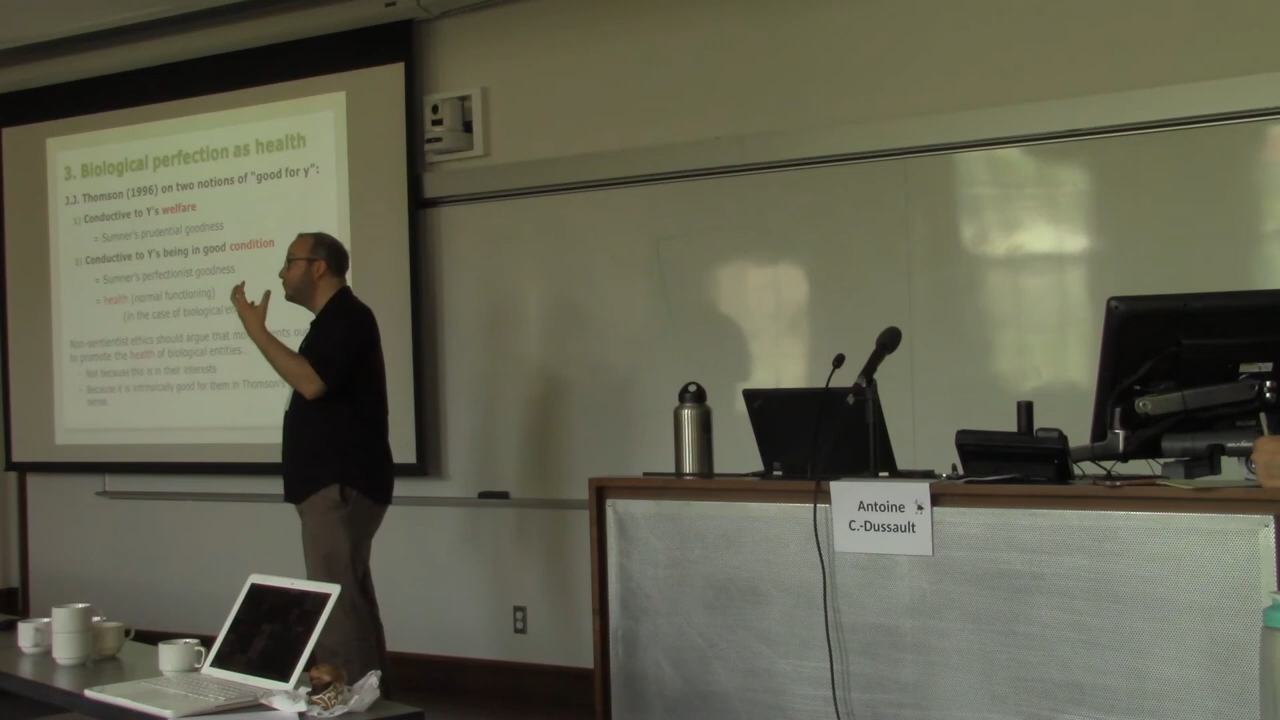 3. Biological perfection as health
J.J. Thomson (1996) on two notions of "good for y":
1) Conductive to Y's welfare
= Sumner's prudential goodness
2) Conductive to Y's being in good condition
= Sumner's perfectionist goodness
= health (normal functioning)
(in the case of biological
Non-sentientist ethics should argue that
to promote the health of biological entities...
- Not because this is in their interests
- Because it is intrinsically good for them in Thomson's
sense.
Antoine
C.-Dussault